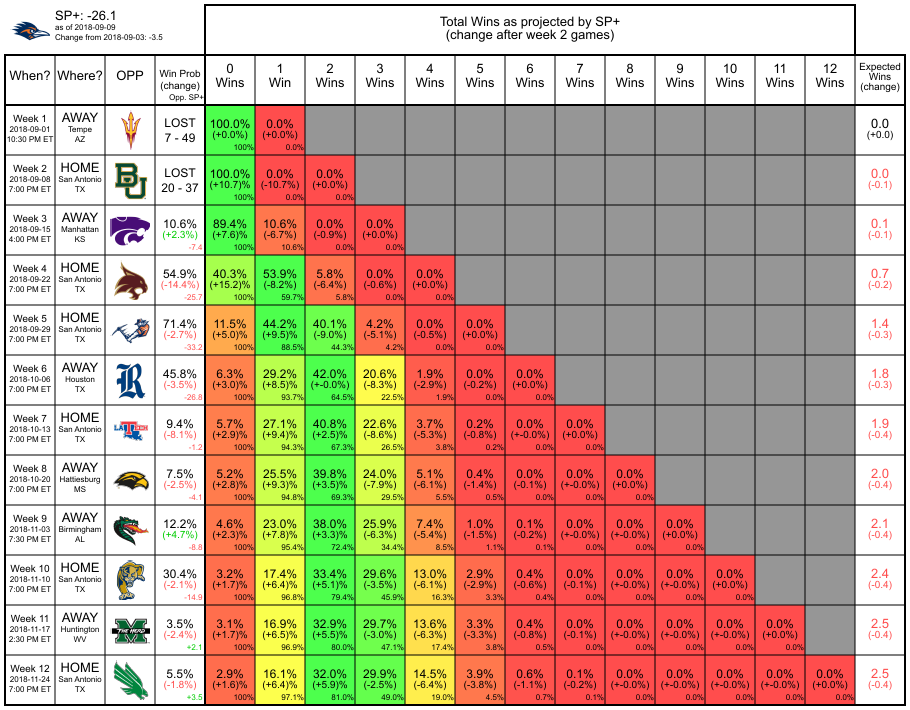 SP+: -26.1
as of 2018-09-09
Change from 2018-09-03: -3.5
Total Wins as projected by SP+
(change after week 2 games)
When? Where? OPP Win Prob (change) Opp. SP+ 0 Wins 1 Win 2 Wins 3 Wins 4 Wins 5 Wins 6 Wins 7 Wins 8 Wins 9 Wins 10 Wins 11 Wins 12 Wins Expected Wins (change)
Week 1 AWAY LOST 100.0% 0.0% 0.0
2018-09-01 Tempe 7 - 49 (+0.0%) (+0.0%) (+0.0)
10:30 PM ET AZ 100% 0.0%
Week 2 HOME LOST 100.0% 0.0% 0.0% 0.0
2018-09-08 San Antonio BU 20 - 37 (+10.7)% (-10.7%) (+0.0%) (-0.1)
7:00 PM ET TX 100% 0.0% 0.0%
Week 3 AWAY 10.6% 89.4% 10.6% 0.0% 0.0% 0.1
2018-09-15 Manhattan (+2.3%) (+7.6)% (-6.7%) (-0.9%) (+0.0%) (-0.1)
4:00 PM ET KS -7.4 100% 10.6% 0.0% 0.0%
Week 4 HOME 54.9% 40.3% 53.9% 5.8% 0.0% 0.0% 0.7
2018-09-22 San Antonio (-14.4%) (+15.2)% (-8.2%) (-6.4%) (-0.6%) (+0.0%) (-0.2)
7:00 PM ET TX -25.7 100% 59.7% 5.8% 0.0% 0.0%
Week 5 HOME 71.4% 11.5% 44.2% 40.1% 4.2% 0.0% 0.0% 1.4
2018-09-29 San Antonio (-2.7%) (+5.0)% (+9.5)% (-9.0%) (-5.1%) (-0.5%) (+0.0%) (-0.3)
7:00 PM ET TX -33.2 100% 88.5% 44.3% 4.2% 0.0% 0.0%
Week 6 AWAY 45.8% 6.3% 29.2% 42.0% 20.6% 1.9% 0.0% 0.0% 1.8
2018-10-06 Houston R (-3.5%) (+3.0)% (+8.5)% (+-0.0%) (-8.3%) (-2.9%) (-0.2%) (+0.0%) (-0.3)
7:00 PM ET TX -26.8 100% 93.7% 64.5% 22.5% 1.9% 0.0% 0.0%
Week 7 HOME 9.4% 5.7% 27.1% 40.8% 22.6% 3.7% 0.2% 0.0% 0.0% 1.9
2018-10-13 San Antonio LA TECH (-8.1%) (+2.9)% (+9.4)% (+2.5)% (-8.6%) (-5.3%) (-0.8%) (+-0.0%) (+0.0%) (-0.4)
7:00 PM ET TX -1.2 100% 94.3% 67.3% 26.5% 3.8% 0.2% 0.0% 0.0%
Week 8 AWAY 7.5% 5.2% 25.5% 39.8% 24.0% 5.1% 0.4% 0.0% 0.0% 0.0% 2.0
2018-10-20 Hattiesburg (-2.5%) (+2.8)% (+9.3)% (+3.5)% (-7.9%) (-6.1%) (-1.4%) (-0.1%) (+-0.0%) (+0.0%) (-0.4)
7:00 PM ET MS -4.1 100% 94.8% 69.3% 29.5% 5.5% 0.5% 0.0% 0.0% 0.0%
Week 9 AWAY 12.2% 4.6% 23.0% 38.0% 25.9% 7.4% 1.0% 0.1% 0.0% 0.0% 0.0% 2.1
2018-11-03 Birmingham (+4.7%) (+2.3)% (+7.8)% (+3.3)% (-6.3%) (-5.4%) (-1.5%) (-0.2%) (+-0.0%) (+-0.0%) (+0.0%) (-0.4)
7:30 PM ET AL -8.8 100% 95.4% 72.4% 34.4% 8.5% 1.1% 0.1% 0.0% 0.0% 0.0%
Week 10 HOME 30.4% 3.2% 17.4% 33.4% 29.6% 13.0% 2.9% 0.4% 0.0% 0.0% 0.0% 0.0% 2.4
2018-11-10 San Antonio (-2.1%) (+1.7)% (+6.4)% (+5.1)% (-3.5%) (-6.1%) (-2.9%) (-0.6%) (-0.1%) (+-0.0%) (+-0.0%) (+0.0%) (-0.4)
7:00 PM ET TX -14.9 100% 96.8% 79.4% 45.9% 16.3% 3.3% 0.4% 0.0% 0.0% 0.0% 0.0%
Week 11 AWAY 3.5% 3.1% 16.9% 32.9% 29.7% 13.6% 3.3% 0.4% 0.0% 0.0% 0.0% 0.0% 0.0% 2.5
2018-11-17 Huntington THE HERD (-2.4%) (+1.7)% (+6.5)% (+5.5)% (-3.0%) (-6.3%) (-3.3%) (-0.8%) (-0.1%) (+-0.0%) (+-0.0%) (+-0.0%) (+0.0%) (-0.4)
2:30 PM ET WV +2.1 100% 96.9% 80.0% 47.1% 17.4% 3.8% 0.5% 0.0% 0.0% 0.0% 0.0% 0.0%
Week 12 HOME 5.5% 2.9% 16.1% 32.0% 29.9% 14.5% 3.9% 0.6% 0.1% 0.0% 0.0% 0.0% 0.0% 0.0% 2.5
2018-11-24 San Antonio (-1.8%) (+1.6)% (+6.4)% (+5.9)% (-2.5%) (-6.4%) (-3.8%) (-1.1%) (-0.2%) (+-0.0%) (+-0.0%) (+-0.0%) (+-0.0%) (+0.0%) (-0.4)
7:00 PM ET TX +3.5 100% 97.1% 81.0% 49.0% 19.0% 4.5% 0.7% 0.1% 0.0% 0.0% 0.0% 0.0% 0.0%